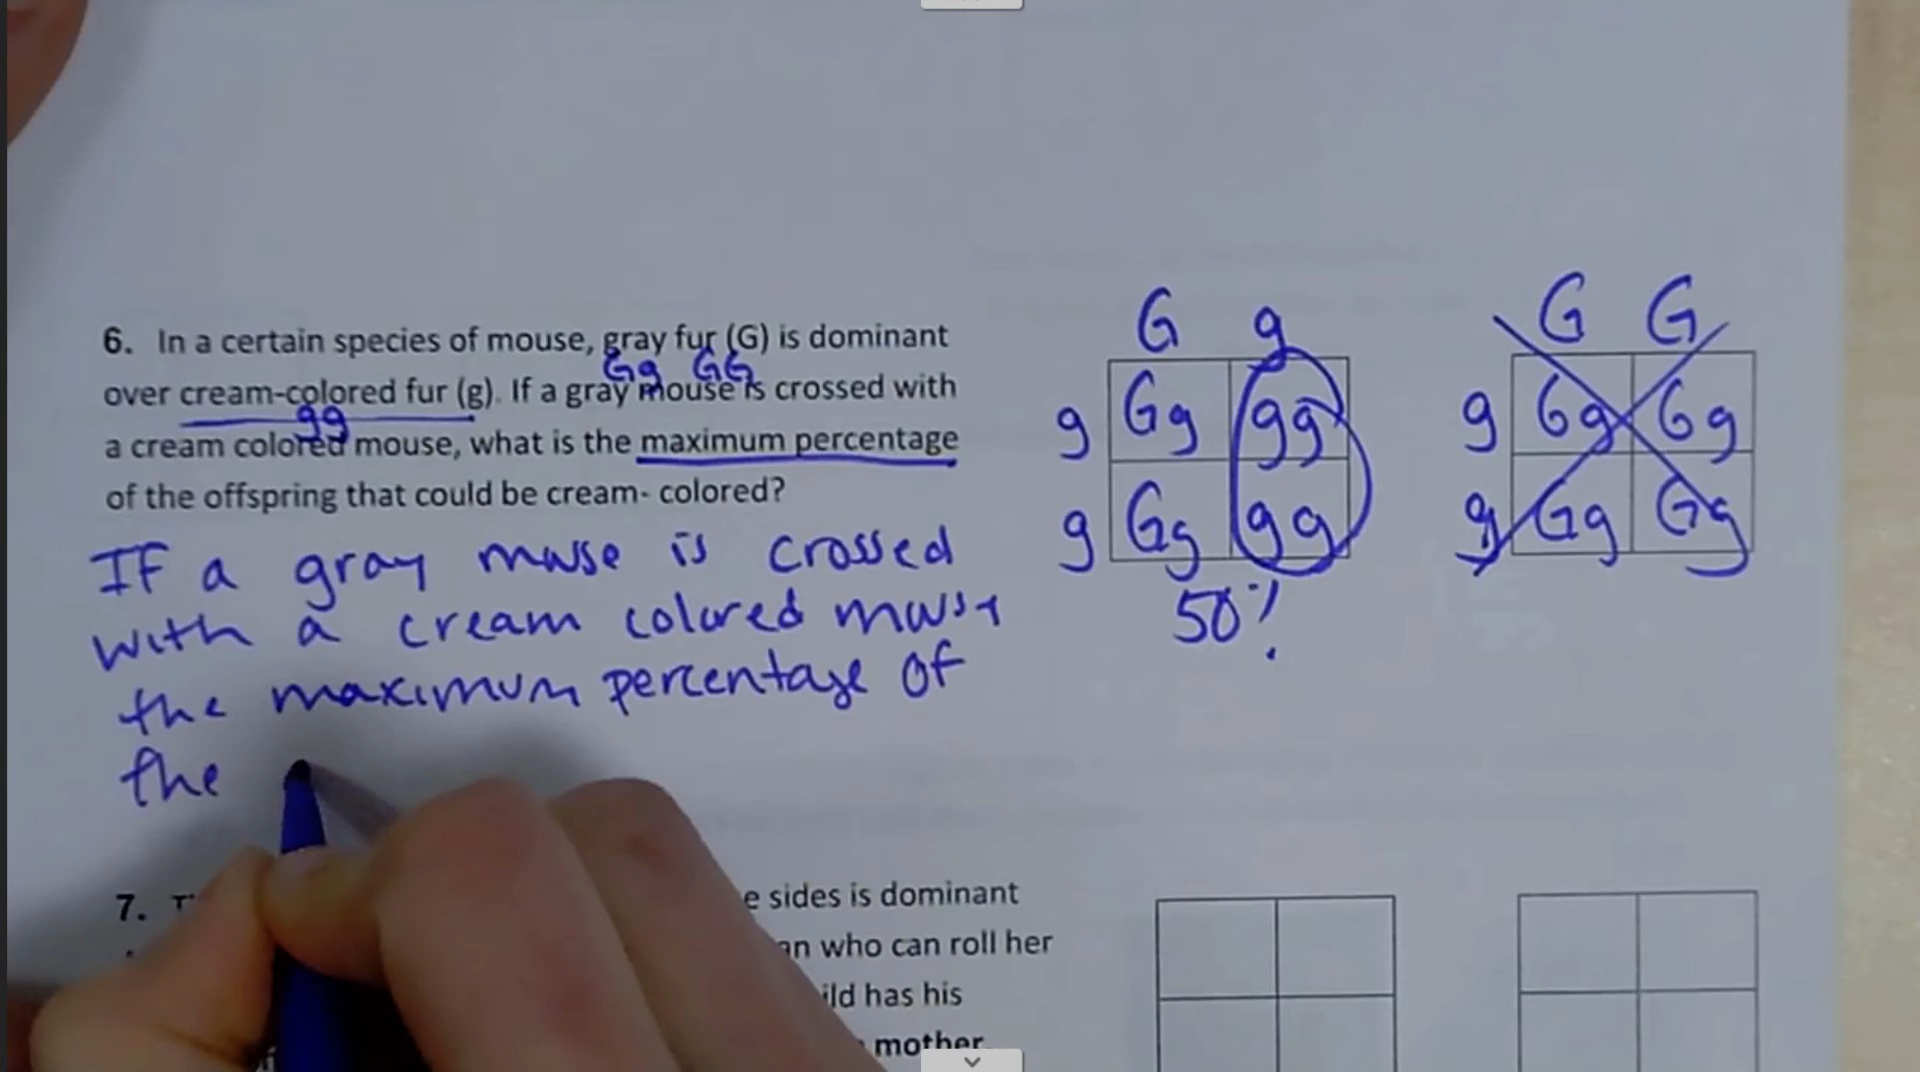 6. In a certain species of mouse, gray fur (G) is dominant
Gg GG
over cream-colored fur (g). If a gray mouse is crossed with
gg
a cream colored mouse, what is the maximum percentage
of the offspring that could be cream- colored?
If a gray mouse is crossed
with a cream colored mouse
the maximum percentage of
the
G g
g Gg gg
g Gg gg
50%
G G
g Gg Gg
g Gg Gg
7.
sides is dominant
who can roll her
has his
mother